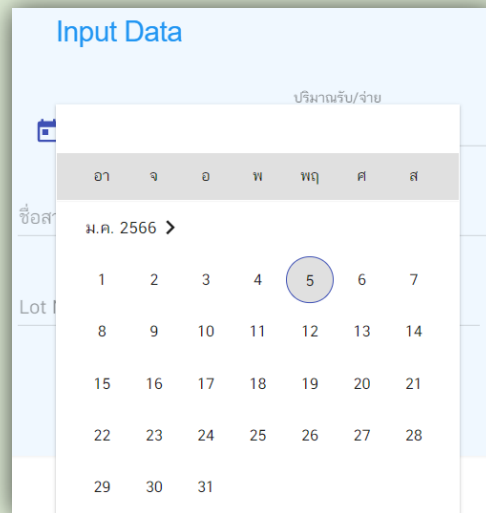 Input Data
ปริมาณรับ/จ่าย
อา จ อ พ พฤ ศ ส
ชื่อสา
ม.ค. 2566
1 2 3 4 5 6 7
Lot
8 9 10 11 12 13 14
15 16 17 18 19 20 21
22 23 24 25 26 27 28
29 30 31